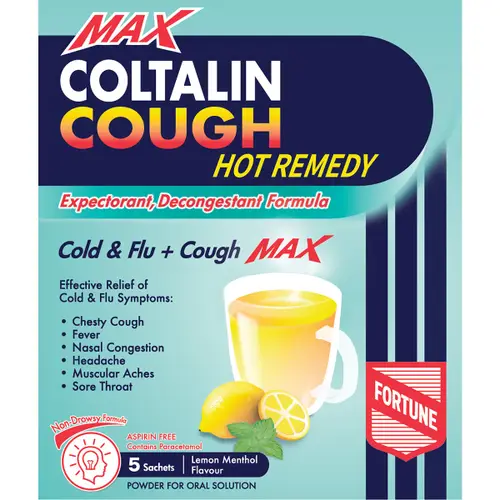 MAX
COLTALIN
COUGH
HOT REMEDY
Expectorant, Decongestant Formula
Cold & Flu + Cough MAX
Effective Relief of
Cold & Flu Symptoms:
• Chesty Cough
• Fever
• Nasal Congestion
• Headache
• Muscular Aches
• Sore Throat
FORTUNE
Non-Drowsy Formula
ASPIRIN FREE
Contains Paracetamol
5 Sachets
Lemon Menthol
Flavour
POWDER FOR ORAL SOLUTION